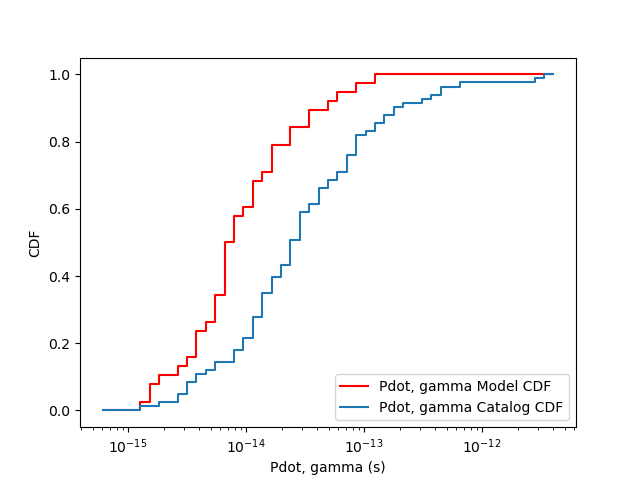 1.0
0.8
0.6
0.4
0.2
0.0
CDF
10⁻¹⁵
10⁻¹⁴
10⁻¹³
10⁻¹²
Pdot, gamma (s)
Pdot, gamma Model CDF
Pdot, gamma Catalog CDF